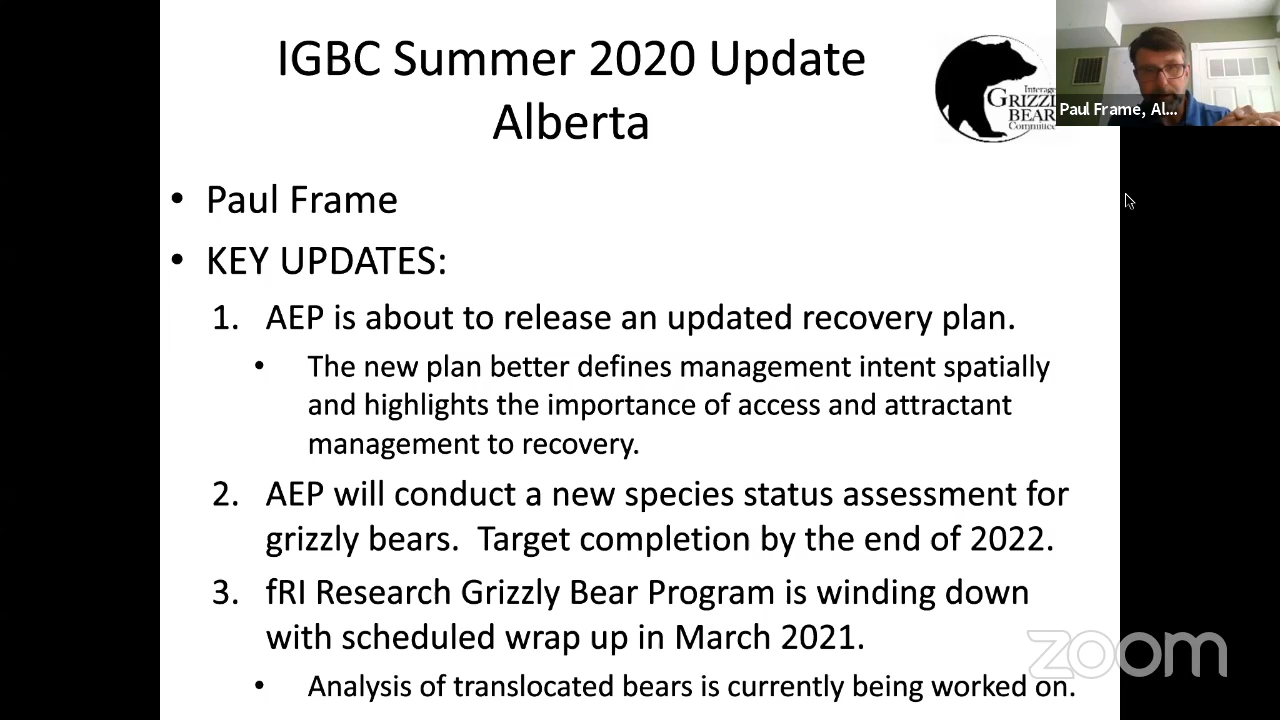 IGBC Summer 2020 Update
Alberta
Interage
GRIZZL
BEAR
Committee
Paul Frame, Al...
• Paul Frame
• KEY UPDATES:
1. AEP is about to release an updated recovery plan.
• The new plan better defines management intent spatially
and highlights the importance of access and attractant
management to recovery.
2. AEP will conduct a new species status assessment for
grizzly bears. Target completion by the end of 2022.
3. fRI Research Grizzly Bear Program is winding down
with scheduled wrap up in March 2021.
zoom
• Analysis of translocated bears is currently being worked on.